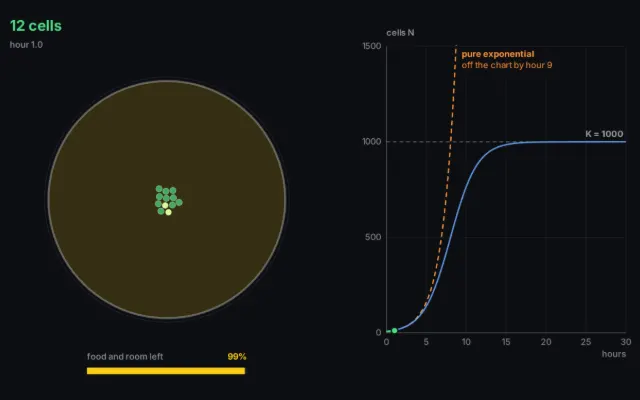 12 cells
hour 1.0
food and room left
99%
cells N
1500
1000
500
0
pure exponential
off the chart by hour 9
K = 1000
0
5
10
15
20
25
30
hours